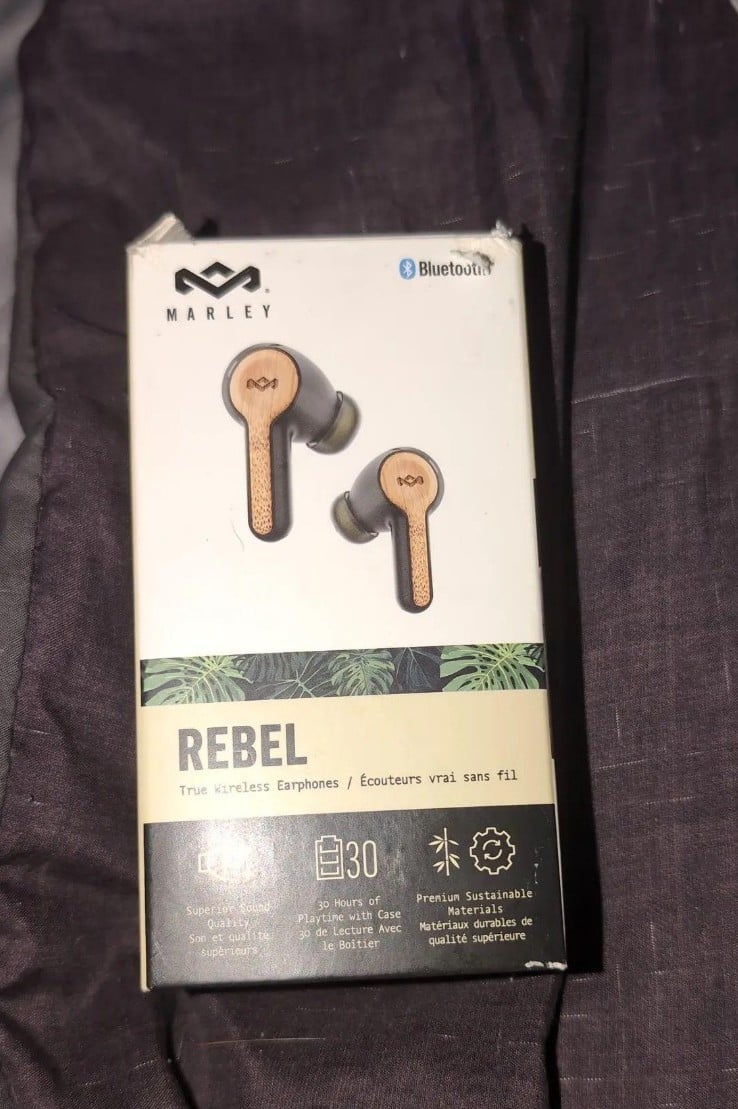 MARLEY
Bluetooth
REBEL
True Wireless Earphones / Écouteurs vrai sans fil
30
Superior Sound
Quality
Son et qualité
supérieurs
30 Hours of
Playtime with Case
30 de Lecture Avec
le Boîtier
Premium Sustainable
Materials
Matériaux durables de
qualité supérieure